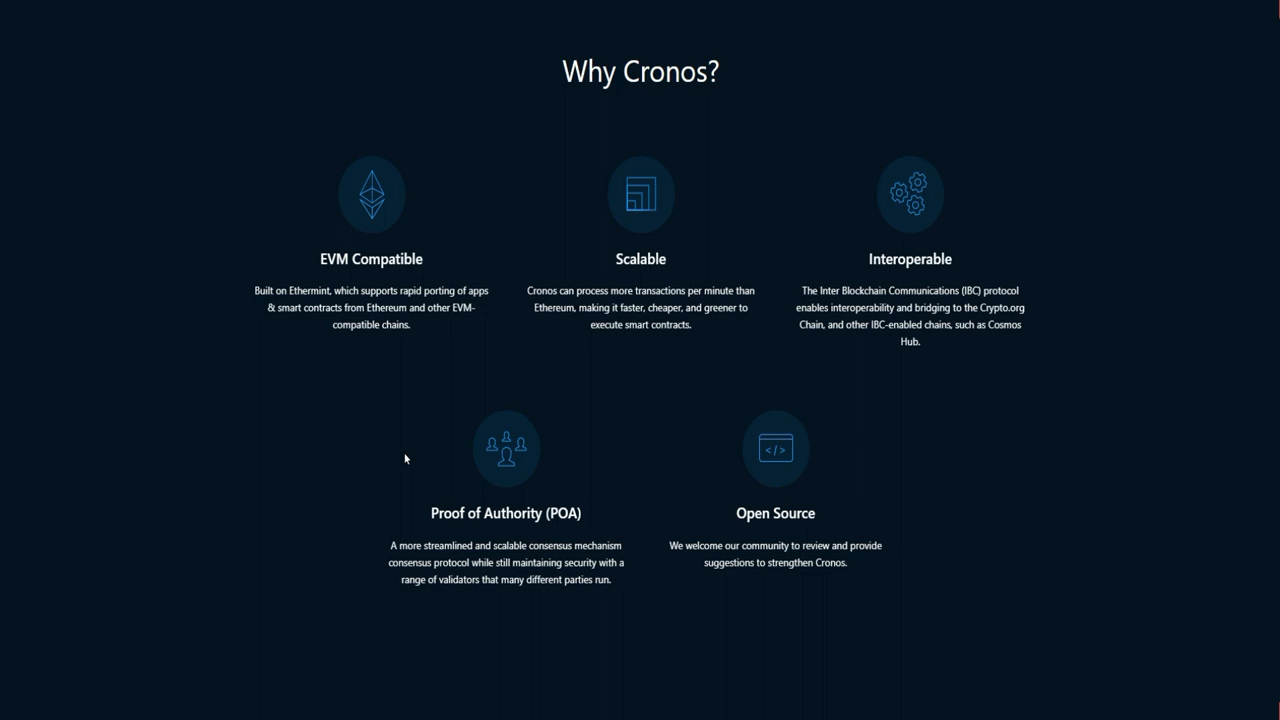 Why Cronos?
EVM Compatible
Built on Ethermint, which supports rapid porting of apps
& smart contracts from Ethereum and other EVM-
compatible chains.
Scalable
Cronos can process more transactions per minute than
Ethereum, making it faster, cheaper, and greener to
execute smart contracts.
Interoperable
The Inter Blockchain Communications (IBC) protocol
enables interoperability and bridging to the Crypto.org
Chain, and other IBC-enabled chains, such as Cosmos
Hub.
Proof of Authority (POA)
A more streamlined and scalable consensus mechanism
consensus protocol while still maintaining security with a
range of validators that many different parties run.
</>
Open Source
We welcome our community to review and provide
suggestions to strengthen Cronos.